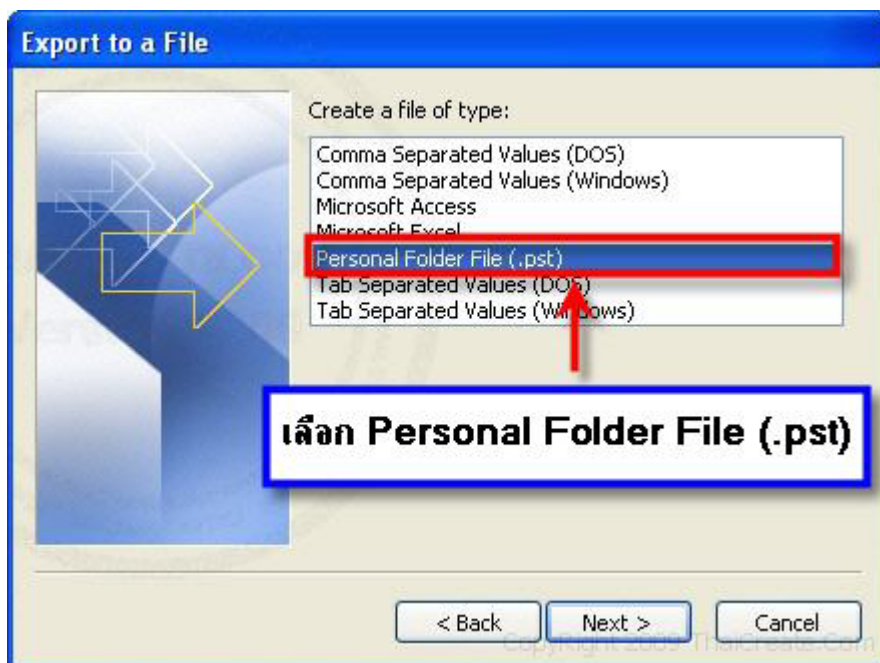 Export to a File
Create a file of type:
Comma Separated Values (DOS)
Comma Separated Values (Windows)
Microsoft Access
Microsoft Excel
Personal Folder File (.pst)
Tab Separated Values (DOS)
Tab Separated Values (Windows)
เลือก Personal Folder File (.pst)
< Back
Next >
Cancel
CopyRight 2009 ThaiCreate.Com